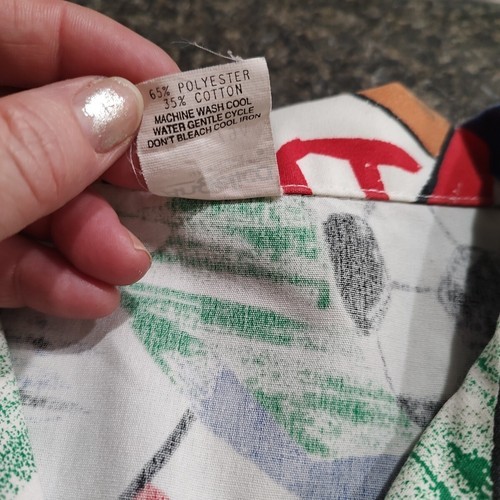 65% POLYESTER
35% COTTON
MACHINE WASH COOL
WATER GENTLE CYCLE
DON'T BLEACH COOL IRON